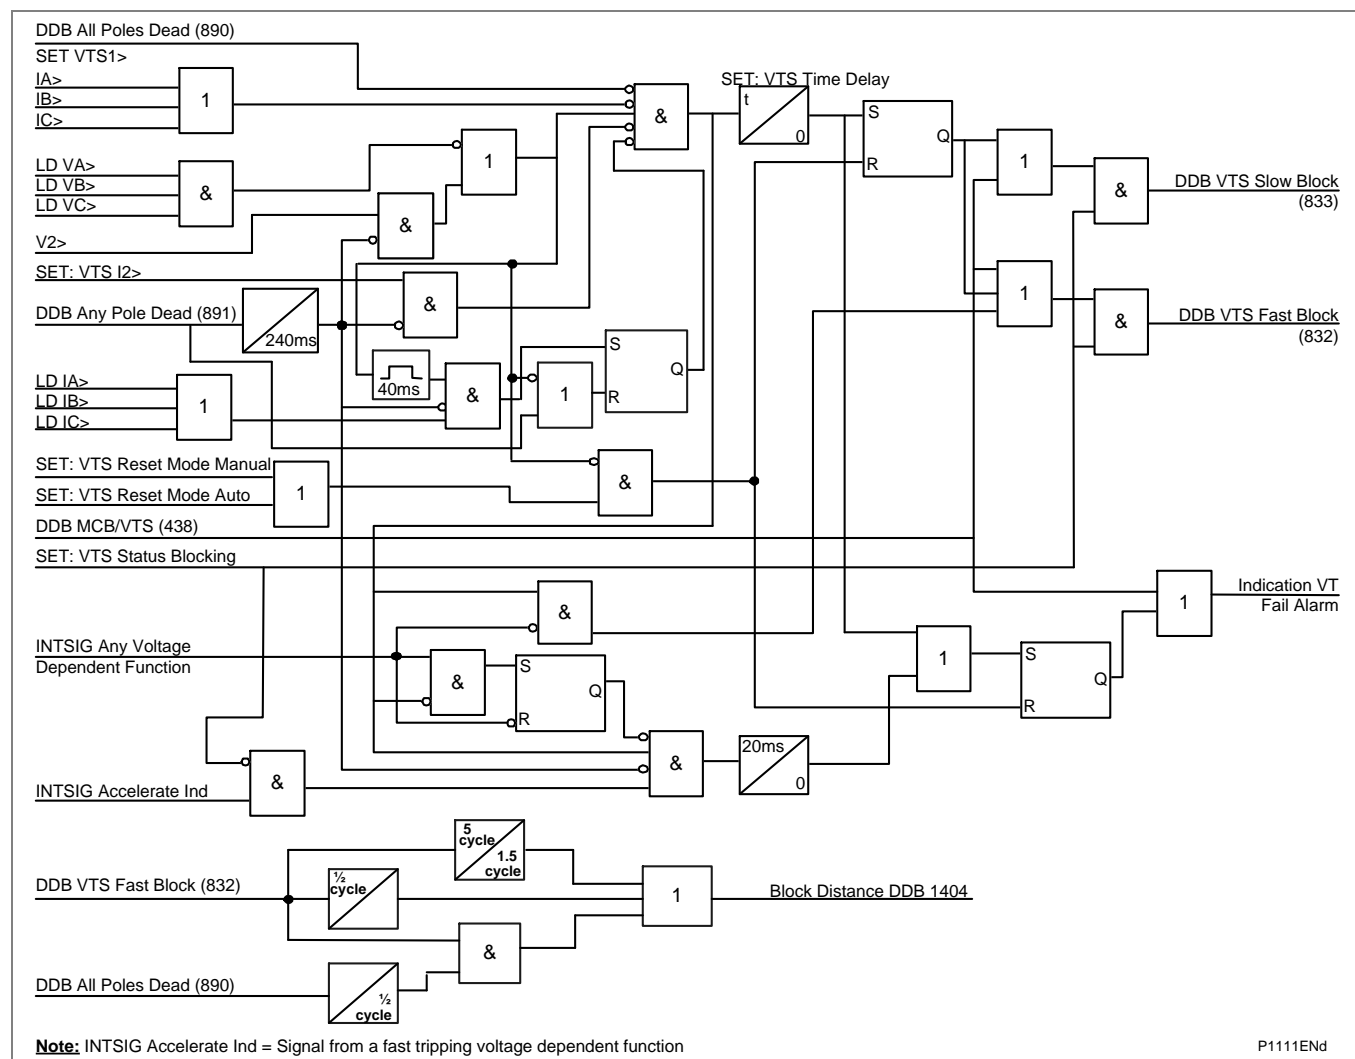 DDB All Poles Dead (890)
SET VTS1>
IA>
IB>
IC>
1
&
SET: VTS Time Delay
t
0
S
R
Q
LD VA>
LD VB>
LD VC>
&
1
1
&
DDB VTS Slow Block
(833)
V2>
&
SET: VTS I2>
&
1
&
DDB VTS Fast Block
(832)
DDB Any Pole Dead (891)
240ms
LD IA>
LD IB>
LD IC>
1
40ms
&
1
S
R
Q
SET: VTS Reset Mode Manual
SET: VTS Reset Mode Auto
1
&
DDB MCB/VTS (438)
SET: VTS Status Blocking
&
1
Indication VT
Fail Alarm
INTSIG Any Voltage
Dependent Function
&
S
R
Q
1
S
R
Q
&
20ms
0
INTSIG Accelerate Ind
&
5
cycle
1.5
cycle
DDB VTS Fast Block (832)
½
cycle
1
Block Distance DDB 1404
&
DDB All Poles Dead (890)
½
cycle
Note: INTSIG Accelerate Ind = Signal from a fast tripping voltage dependent function
P1111ENd